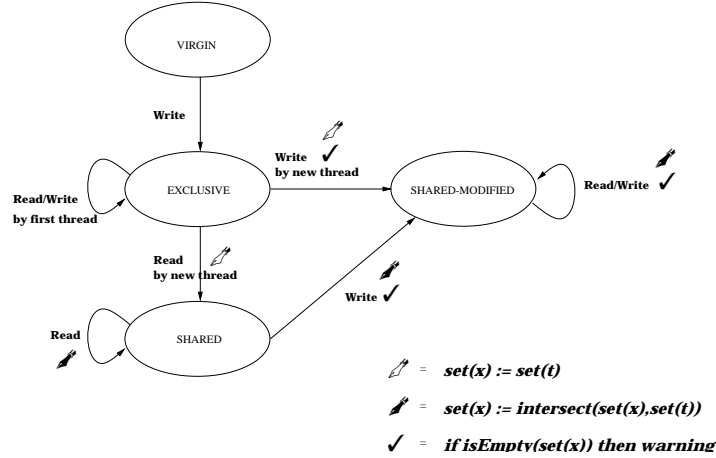 VIRGIN
Write
Write ✓
by new thread
EXCLUSIVE
SHARED-MODIFIED
Read/Write
by first thread
Read/Write ✓
Read
by new thread
Write ✓
Read
SHARED
= set(x) := set(t)
= set(x) := intersect(set(x),set(t))
✓ = if isEmpty(set(x)) then warning